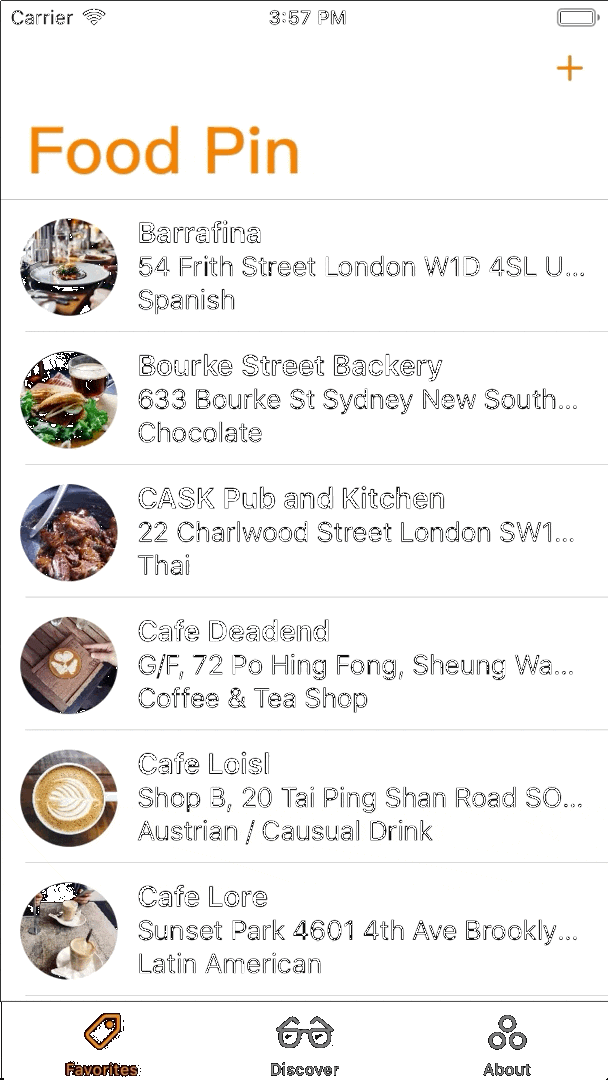 Carrier 3:57 PM
+
Food Pin
Barrafina
54 Frith Street London W1D 4SL U...
Spanish
Bourke Street Backery
633 Bourke St Sydney New South...
Chocolate
CASK Pub and Kitchen
22 Charlwood Street London SW1...
Thai
Cafe Deadend
G/F, 72 Po Hing Fong, Sheung Wa...
Coffee & Tea Shop
Cafe Loisl
Shop B, 20 Tai Ping Shan Road SO...
Austrian / Causual Drink
Cafe Lore
Sunset Park 4601 4th Ave Brookly...
Latin American
Favorites Discover About